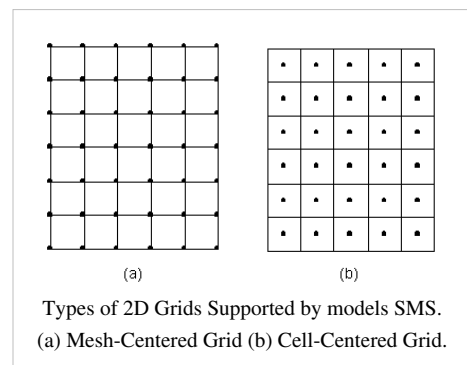 (a) (b)
Types of 2D Grids Supported by models SMS.
(a) Mesh-Centered Grid (b) Cell-Centered Grid.